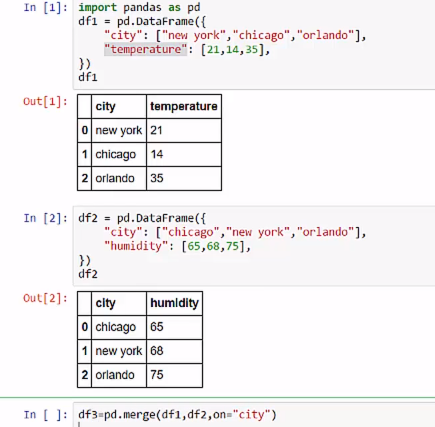 In [1]: import pandas as pd
df1 = pd.DataFrame({
"city": ["new york","chicago","orlando"],
"temperature": [21,14,35],
})
df1
Out[1]:
city temperature
0 new york 21
1 chicago 14
2 orlando 35
In [2]: df2 = pd.DataFrame({
"city": ["chicago","new york","orlando"],
"humidity": [65,68,75],
})
df2
Out[2]:
city humidity
0 chicago 65
1 new york 68
2 orlando 75
In [ ]: df3=pd.merge(df1,df2,on="city")